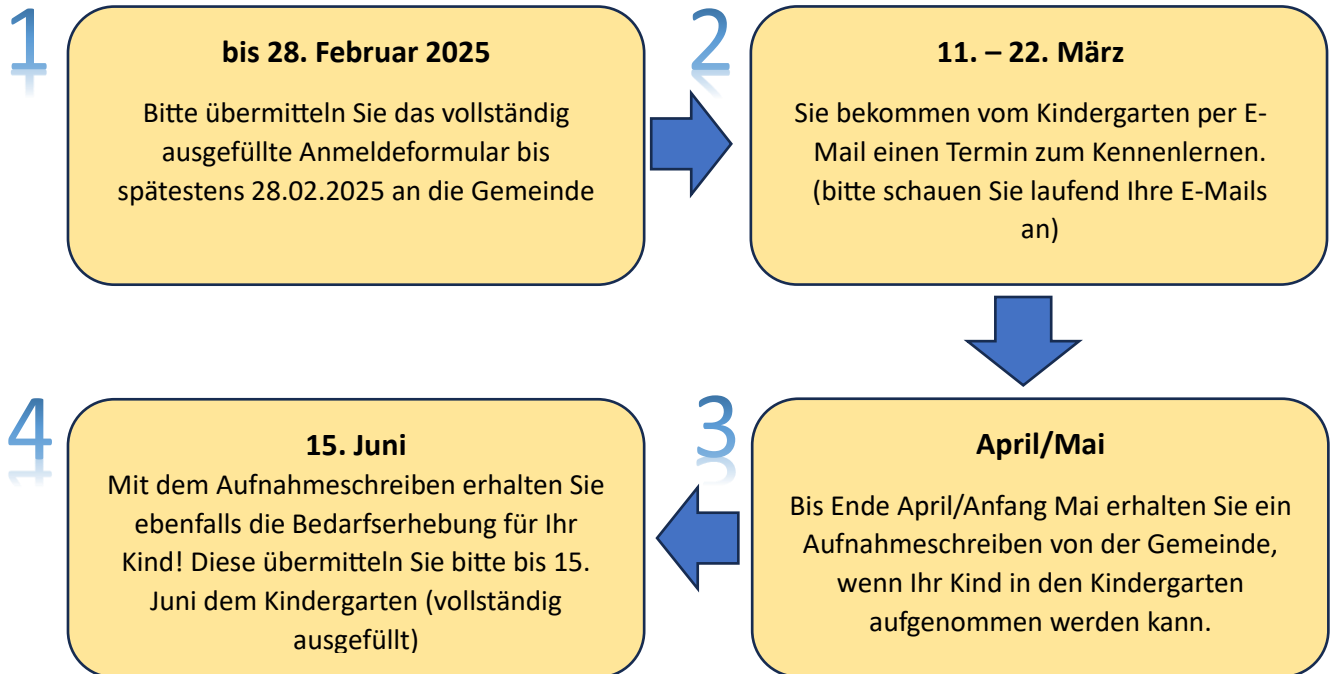 1
bis 28. Februar 2025
Bitte übermitteln Sie das vollständig
ausgefüllte Anmeldeformular bis
spätestens 28.02.2025 an die Gemeinde
2
11. – 22. März
Sie bekommen vom Kindergarten per E-
Mail einen Termin zum Kennenlernen.
(bitte schauen Sie laufend Ihre E-Mails
an)
3
April/Mai
Bis Ende April/Anfang Mai erhalten Sie ein
Aufnahmeschreiben von der Gemeinde,
wenn Ihr Kind in den Kindergarten
aufgenommen werden kann.
4
15. Juni
Mit dem Aufnahmeschreiben erhalten Sie
ebenfalls die Bedarfserhebung für Ihr
Kind! Diese übermitteln Sie bitte bis 15.
Juni dem Kindergarten (vollständig
ausgefüllt)